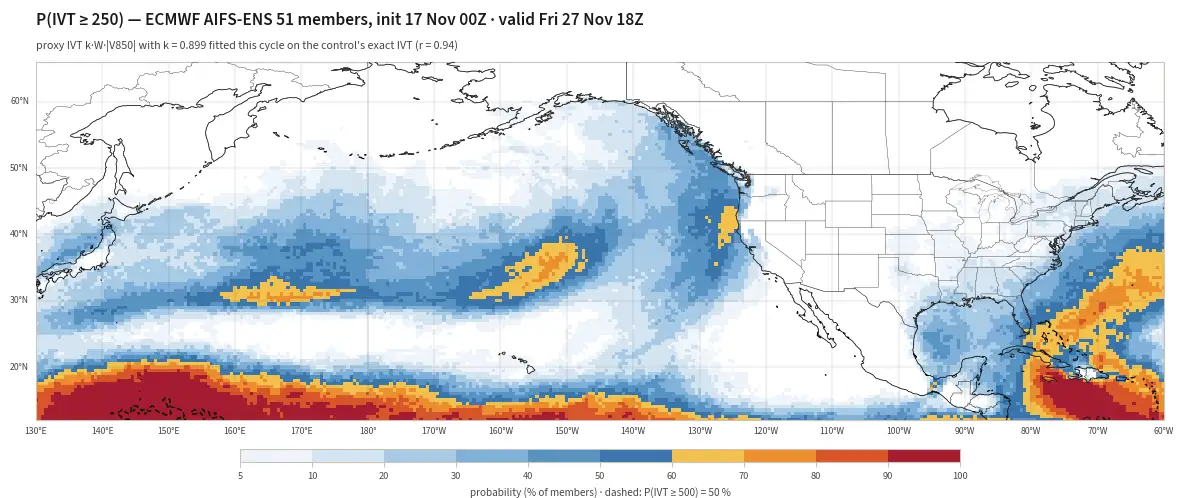 P(IVT ≥ 250) — ECMWF AIFS-ENS 51 members, init 17 Nov 00Z · valid Fri 27 Nov 18Z
proxy IVT k·W·|V850| with k = 0.899 fitted this cycle on the control's exact IVT (r = 0.94)
60°N
50°N
40°N
30°N
20°N
130°E 140°E 150°E 160°E 170°E 180° 170°W 160°W 150°W 140°W 130°W 120°W 110°W 100°W 90°W 80°W 70°W 60°W
5 10 20 30 40 50 60 70 80 90 100
probability (% of members) · dashed: P(IVT ≥ 500) = 50 %